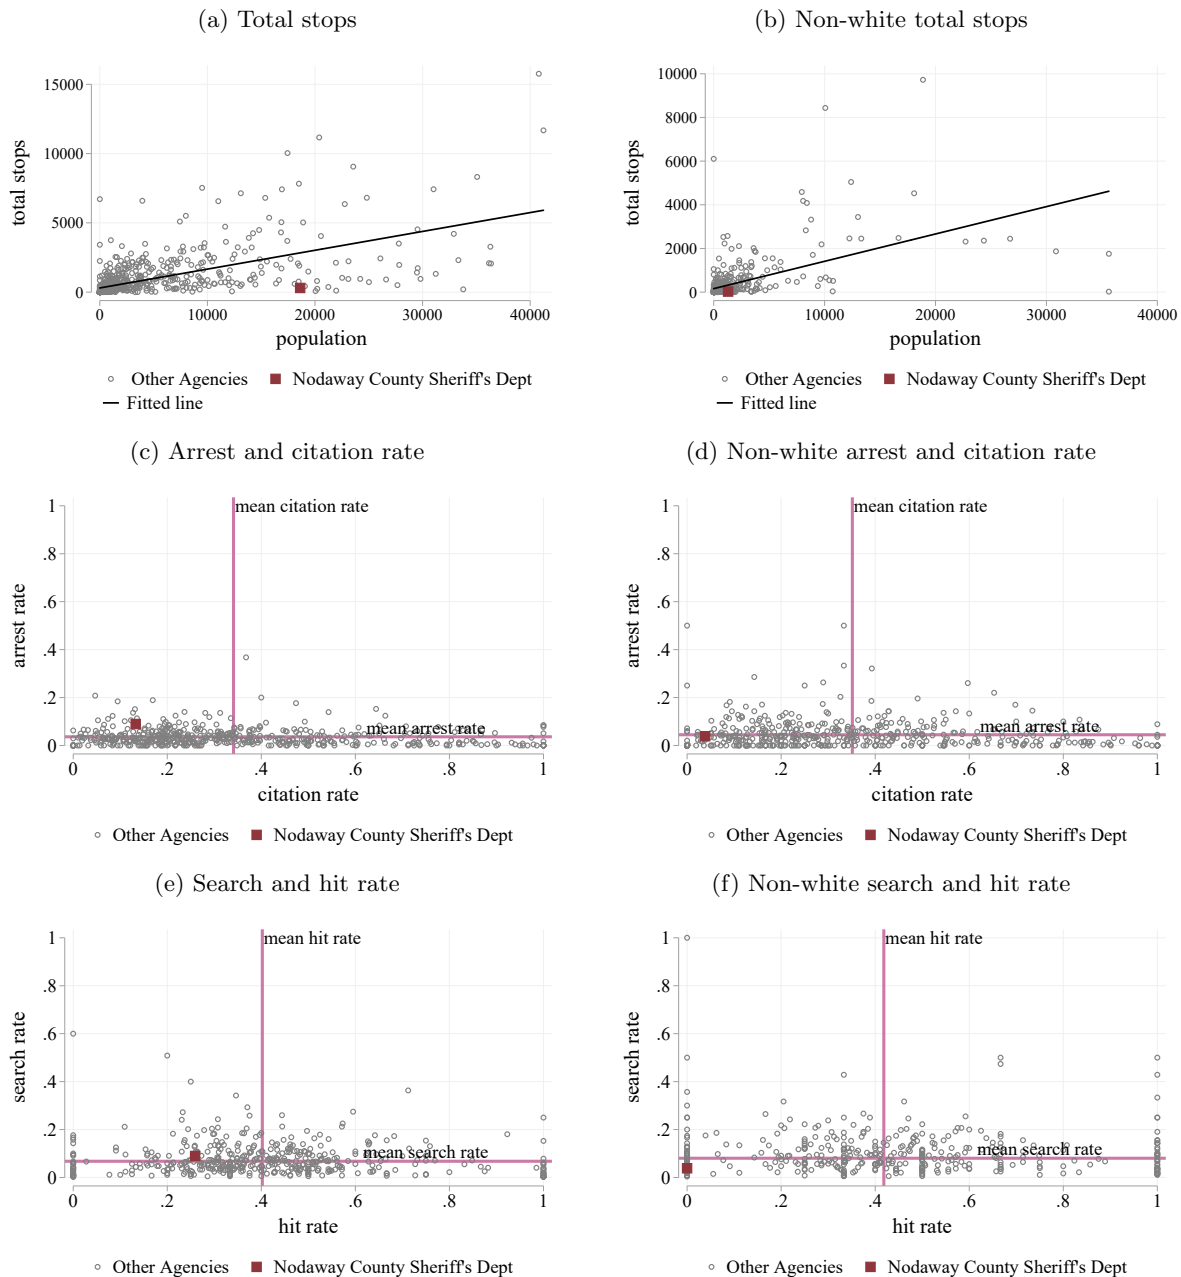 (a) Total stops
(b) Non-white total stops
total stops
15000
10000
5000
0
0 10000 20000 30000 40000
population
Other Agencies Nodaway County Sheriff's Dept
Fitted line
total stops
10000
8000
6000
4000
2000
0
0 10000 20000 30000 40000
population
Other Agencies Nodaway County Sheriff's Dept
Fitted line
(c) Arrest and citation rate
(d) Non-white arrest and citation rate
arrest rate
1
.8
.6
.4
.2
0
mean citation rate
mean arrest rate
0 .2 .4 .6 .8 1
citation rate
Other Agencies Nodaway County Sheriff's Dept
arrest rate
1
.8
.6
.4
.2
0
mean citation rate
mean arrest rate
0 .2 .4 .6 .8 1
citation rate
Other Agencies Nodaway County Sheriff's Dept
(e) Search and hit rate
(f) Non-white search and hit rate
search rate
1
.8
.6
.4
.2
0
mean hit rate
mean search rate
0 .2 .4 .6 .8 1
hit rate
Other Agencies Nodaway County Sheriff's Dept
search rate
1
.8
.6
.4
.2
0
mean hit rate
mean search rate
0 .2 .4 .6 .8 1
hit rate
Other Agencies Nodaway County Sheriff's Dept